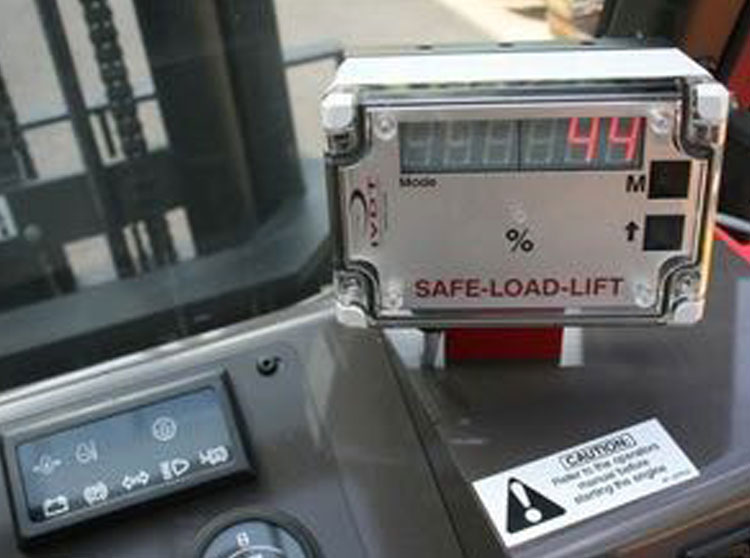 44
Mode
M
%
SAFE-LOAD-LIFT
CAUTION:
Refer to the operators
manual before
starting the engine